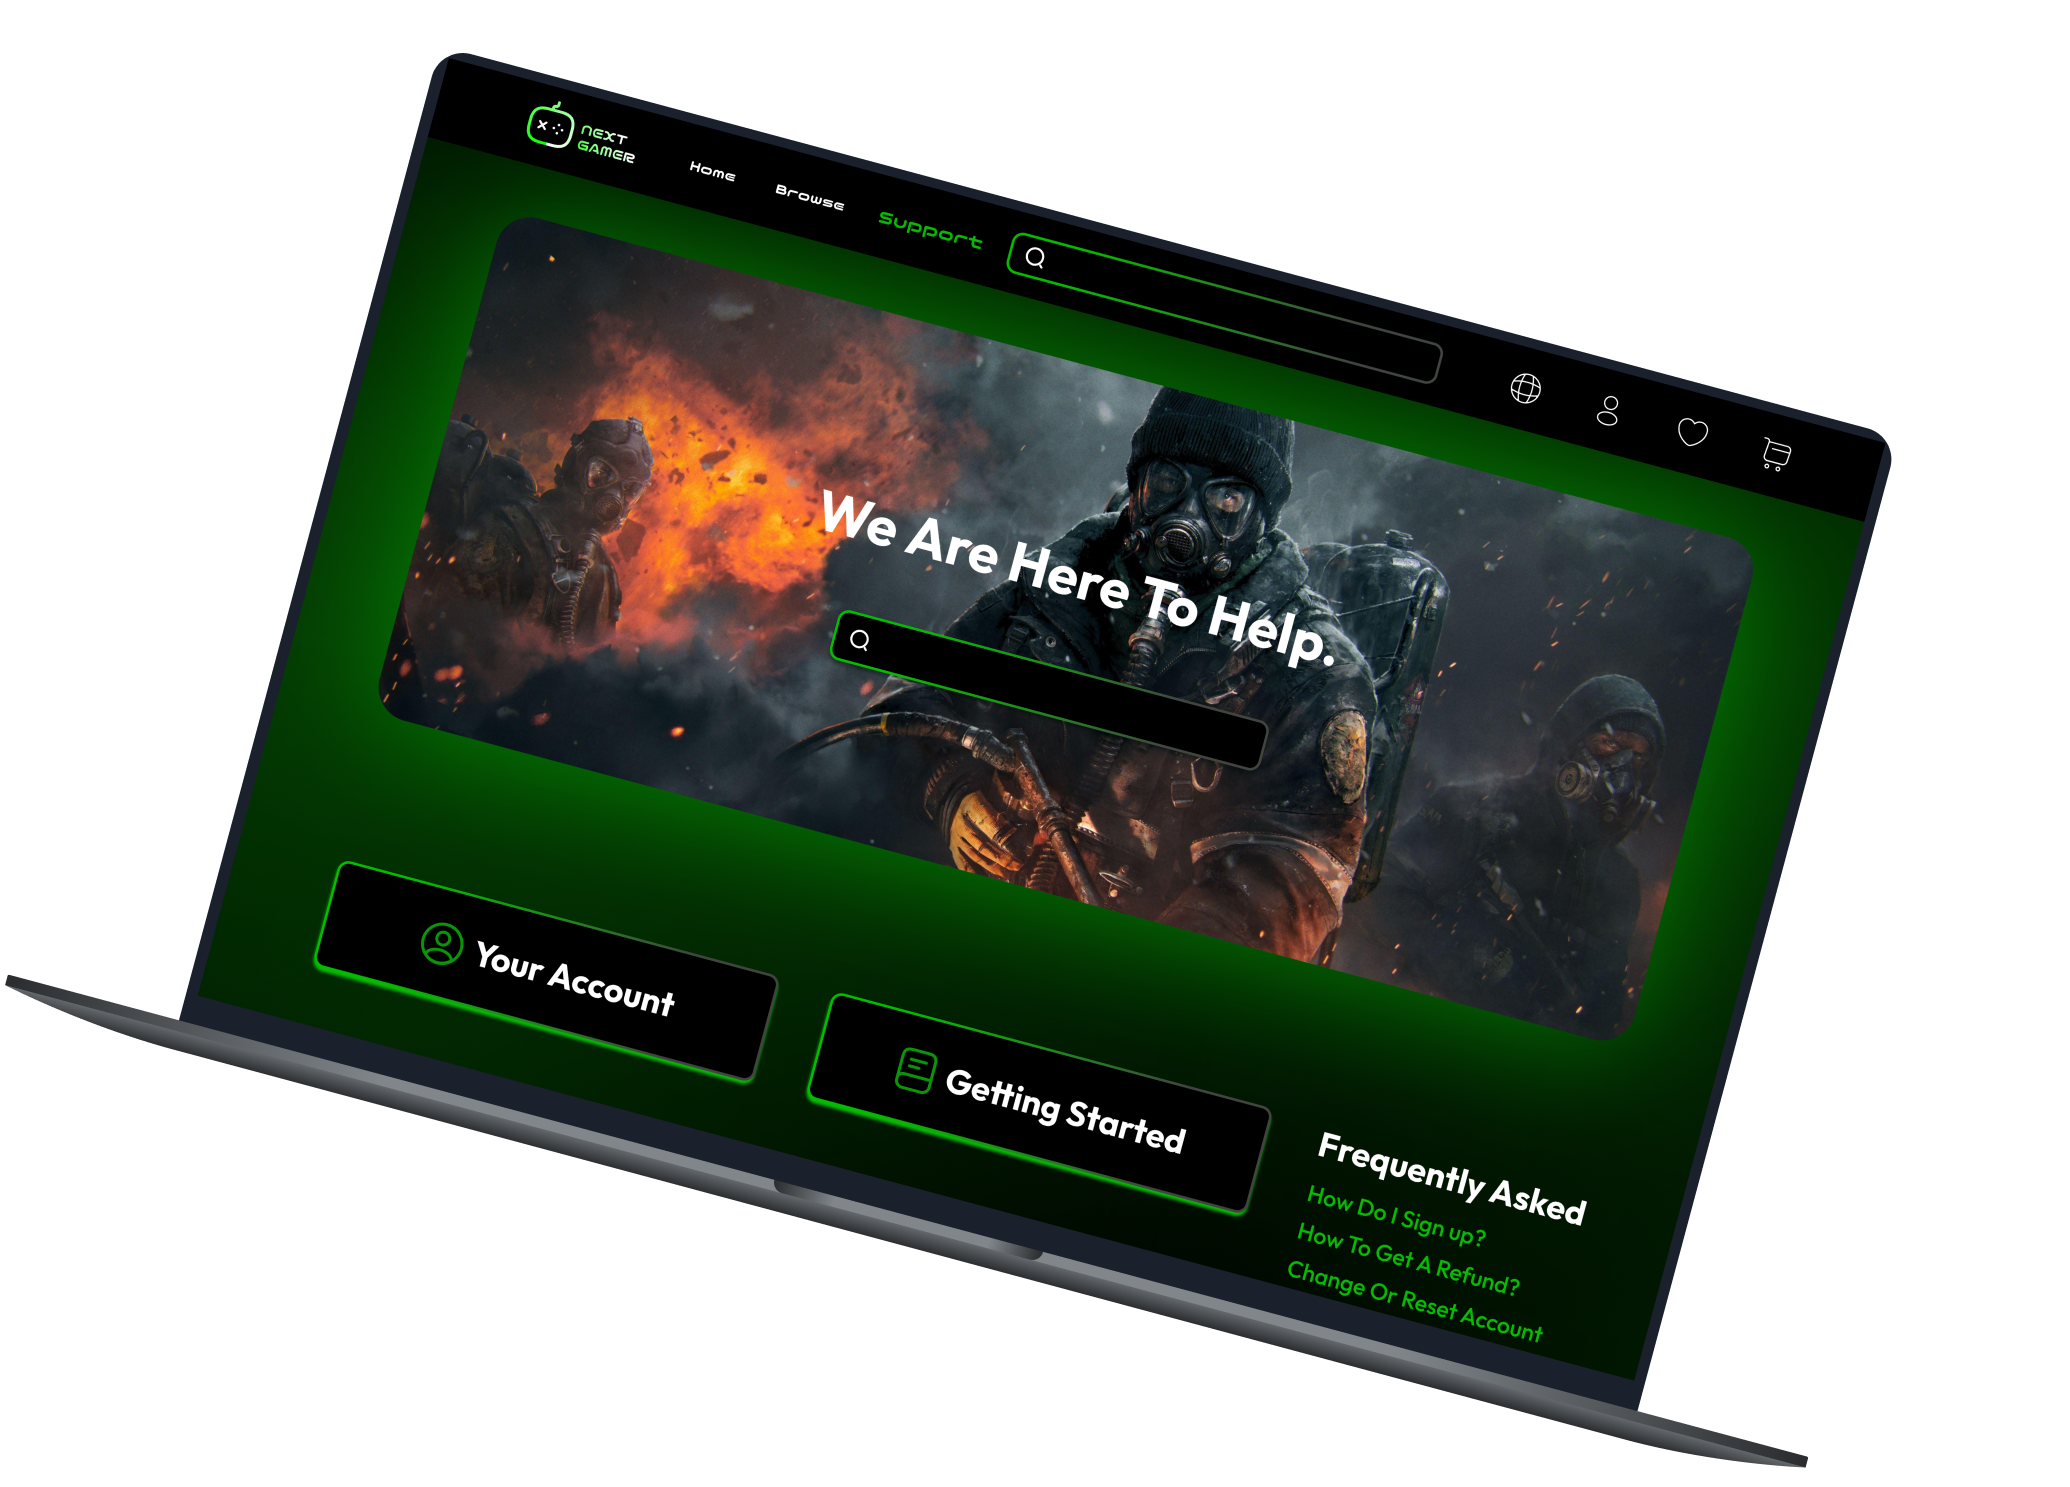 NEXT
GAMER
Home
Browse
Support
We Are Here To Help.
Your Account
Getting Started
Frequently Asked
How Do I Sign up?
How To Get A Refund?
Change Or Reset Account